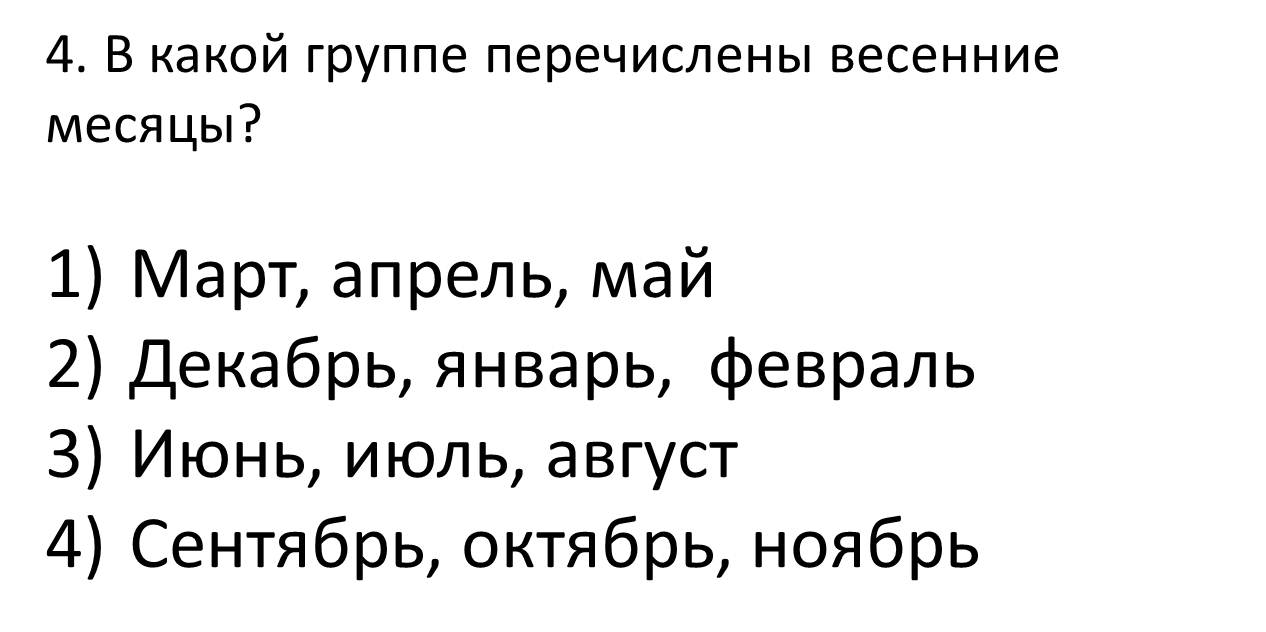 4. В какой группе перечислены весенние
месяцы?
1) Март, апрель, май
2) Декабрь, январь, февраль
3) Июнь, июль, август
4) Сентябрь, октябрь, ноябрь